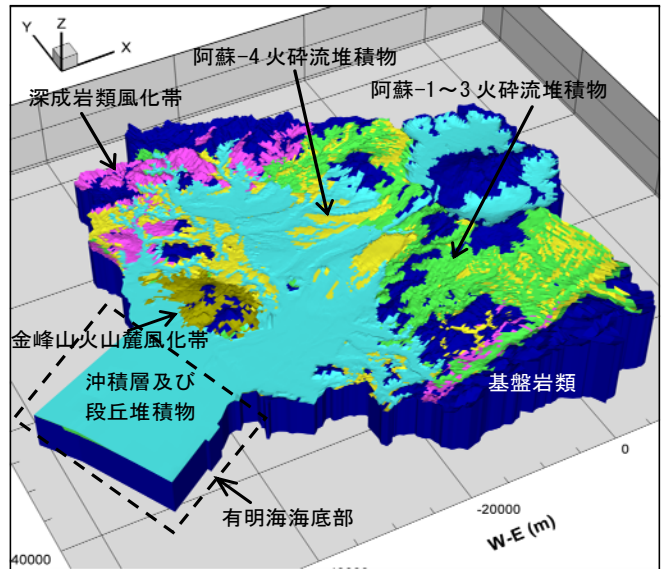 Y
Z
X
阿蘇-4 火砕流堆積物
阿蘇-1～3 火砕流堆積物
深成岩類風化帯
金峰山火山麓風化帯
沖積層及び
段丘堆積物
基盤岩類
有明海海底部
0
-20000
W-E (m)
40000